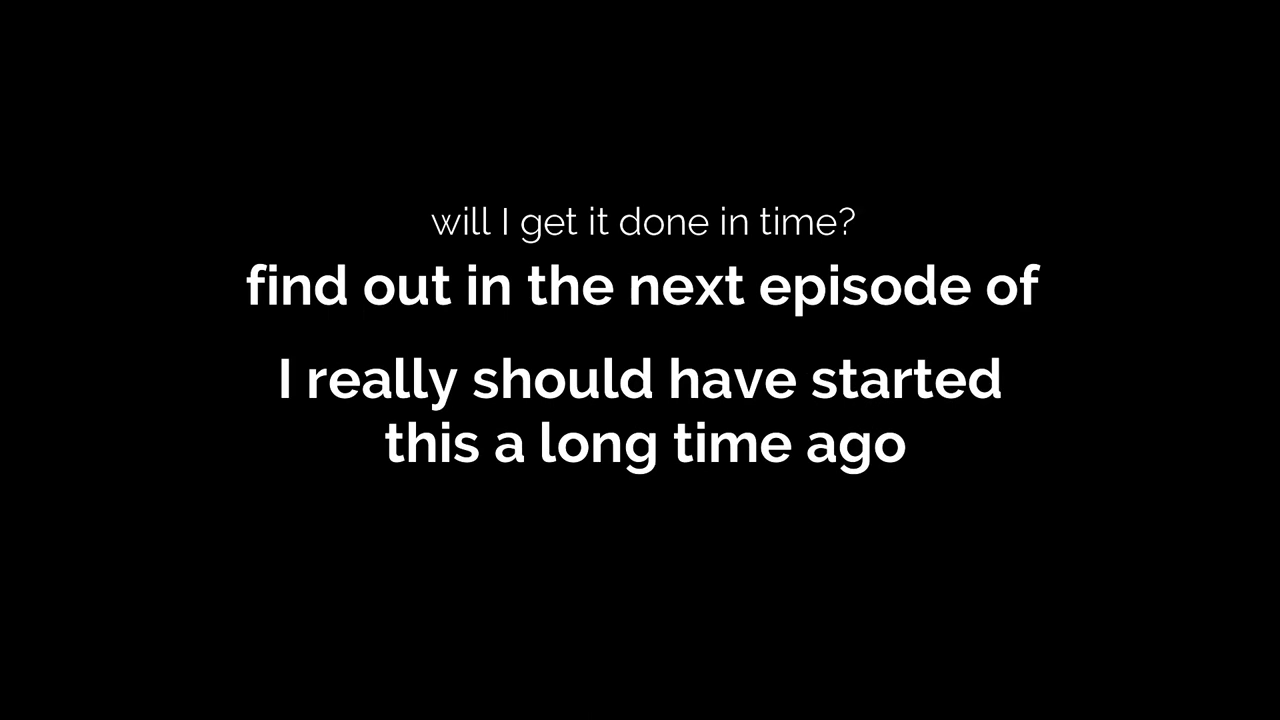 will I get it done in time?
find out in the next episode of
I really should have started
this a long time ago